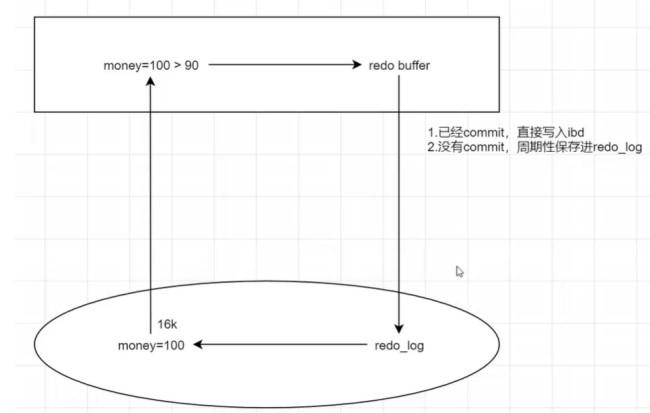 money=100 > 90
redo buffer
1.已经commit，直接写入ibd
2.没有commit，周期性保存进redo_log
16k
money=100
redo_log